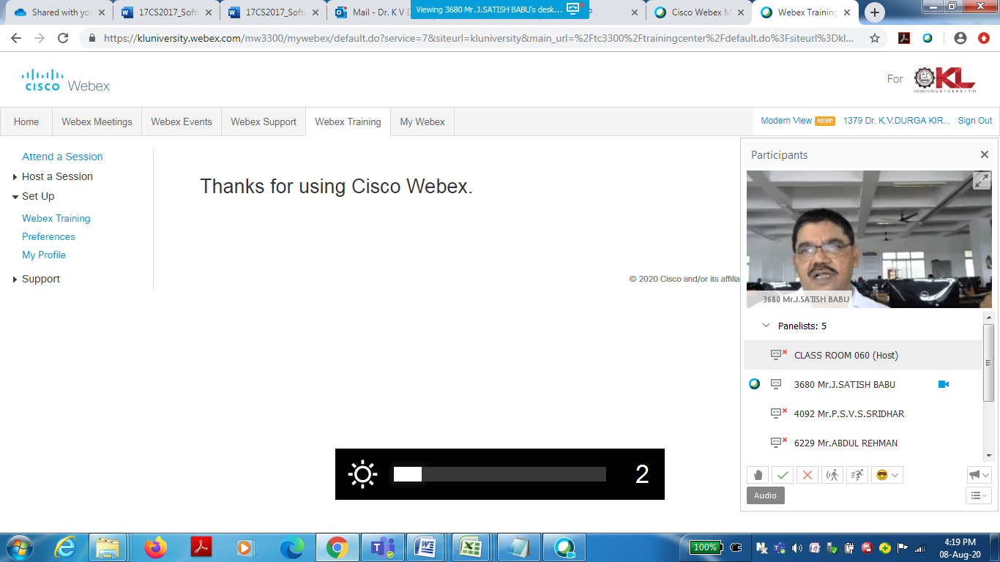 Shared with yo
17CS2017_Softw
17CS2017_Softw
Mail - Dr. K V D
Viewing 3680 Mr.J.SATISH BABU's desk...
P
Cisco Webex M
Webex Training
https://kluniversity.webex.com/mw3300/mywebex/default.do?service=7&siteurl=kluniversity&main_url=%2Ftc3300%2Ftrainingcenter%2Fdefault.do%3Fsiteurl%3Dkl...
cisco Webex
For KL
Home Webex Meetings Webex Events Webex Support Webex Training My Webex
Modern View NEW! 1379 Dr. K.V.DURGA KIR... Sign Out
Attend a Session
Host a Session
Set Up
Webex Training
Preferences
My Profile
Support
Thanks for using Cisco Webex.
© 2020 Cisco and/or its affilia
Participants
3680 Mr.J.SATISH BABU
Panelists: 5
CLASS ROOM 060 (Host)
3680 Mr.J.SATISH BABU
4092 Mr.P.S.V.S.SRIDHAR
6229 Mr.ABDUL REHMAN
Audio
2
100%
4:19 PM
08-Aug-20